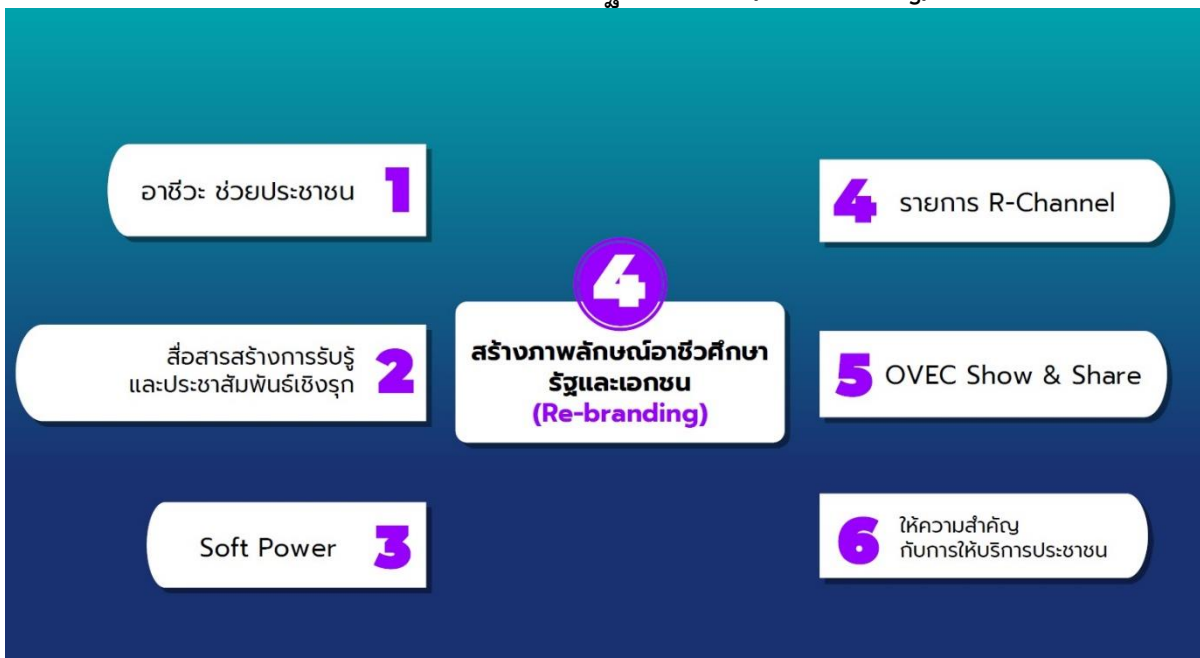 1 อาชีวะ ช่วยประชาชน
2 สื่อสารสร้างการรับรู้
และประชาสัมพันธ์เชิงรุก
3 Soft Power
4
สร้างภาพลักษณ์อาชีวศึกษา
รัฐและเอกชน
(Re-branding)
4 รายการ R-Channel
5 OVEC Show & Share
6 ให้ความสำคัญ
กับการให้บริการประชาชน